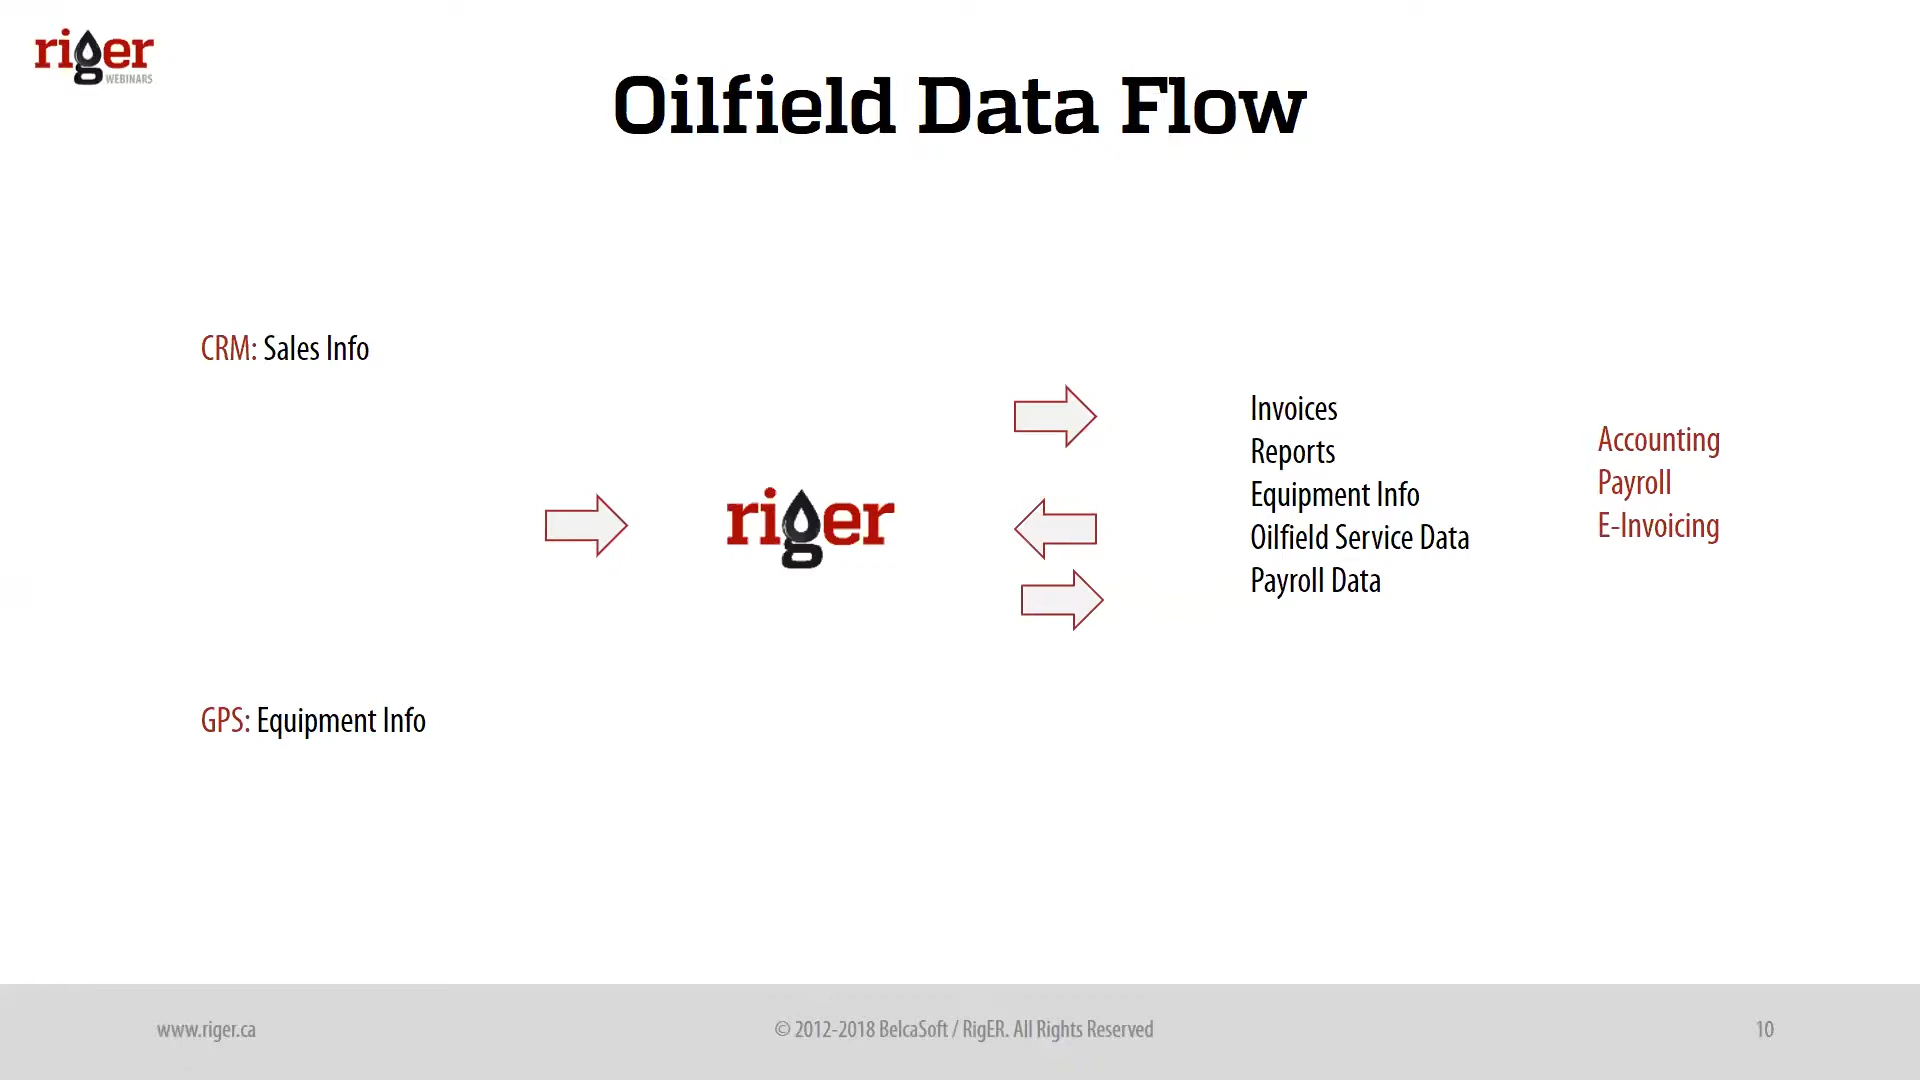 riger
WEBINARS
Oilfield Data Flow
CRM: Sales Info
GPS: Equipment Info
riger
Invoices
Reports
Equipment Info
Oilfield Service Data
Payroll Data
Accounting
Payroll
E-Invoicing
www.riger.ca
© 2012-2018 BelcaSoft / RigER. All Rights Reserved
10